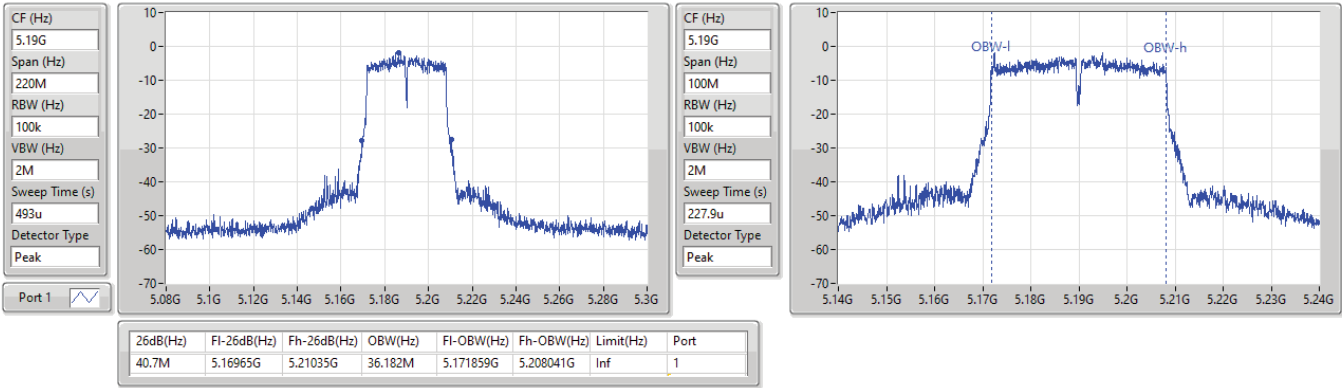 CF (Hz)
5.19G
Span (Hz)
220M
RBW (Hz)
100k
VBW (Hz)
2M
Sweep Time (s)
493u
Detector Type
Peak
Port 1
10
0
-10
-20
-30
-40
-50
-60
-70
5.08G 5.1G 5.12G 5.14G 5.16G 5.18G 5.2G 5.22G 5.24G 5.26G 5.28G 5.3G
CF (Hz)
5.19G
Span (Hz)
100M
RBW (Hz)
100k
VBW (Hz)
2M
Sweep Time (s)
227.9u
Detector Type
Peak
10
0
-10
-20
-30
-40
-50
-60
-70
OBW-l OBW-h
5.14G 5.15G 5.16G 5.17G 5.18G 5.19G 5.2G 5.21G 5.22G 5.23G 5.24G
26dB(Hz) Fl-26dB(Hz) Fh-26dB(Hz) OBW(Hz) Fl-OBW(Hz) Fh-OBW(Hz) Limit(Hz) Port
40.7M 5.16965G 5.21035G 36.182M 5.171859G 5.208041G Inf 1